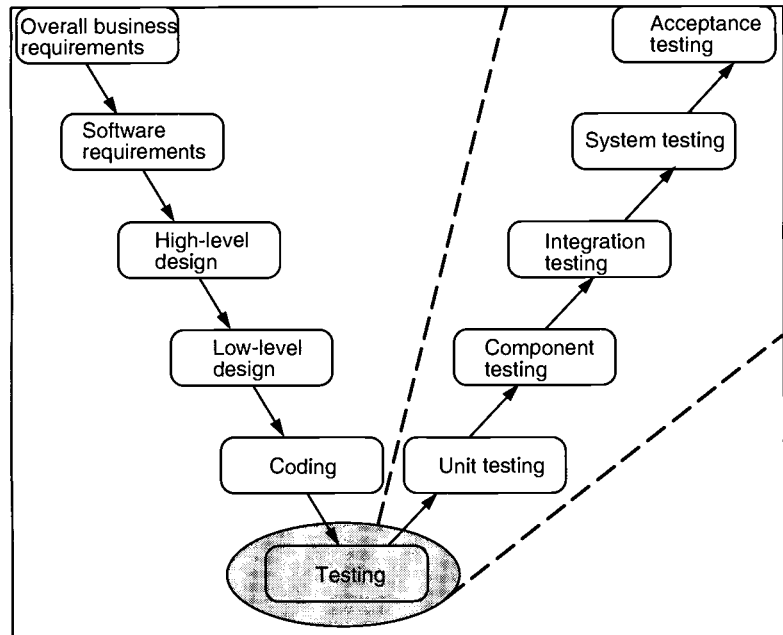 Overall business
requirements
Software
requirements
High-level
design
Low-level
design
Coding
Testing
Unit testing
Component
testing
Integration
testing
System testing
Acceptance
testing